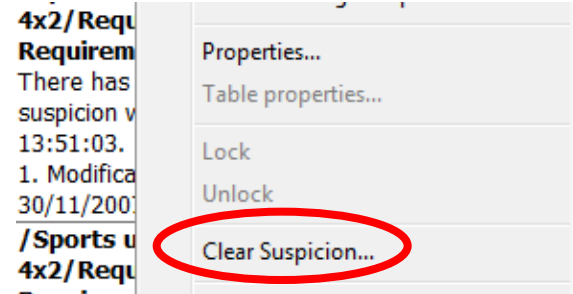 4x2/Requ
Requirem
There has
suspicion w
13:51:03.
1. Modifica
30/11/200
/Sports u
4x2/Requ
Properties...
Table properties...
Lock
Unlock
Clear Suspicion...